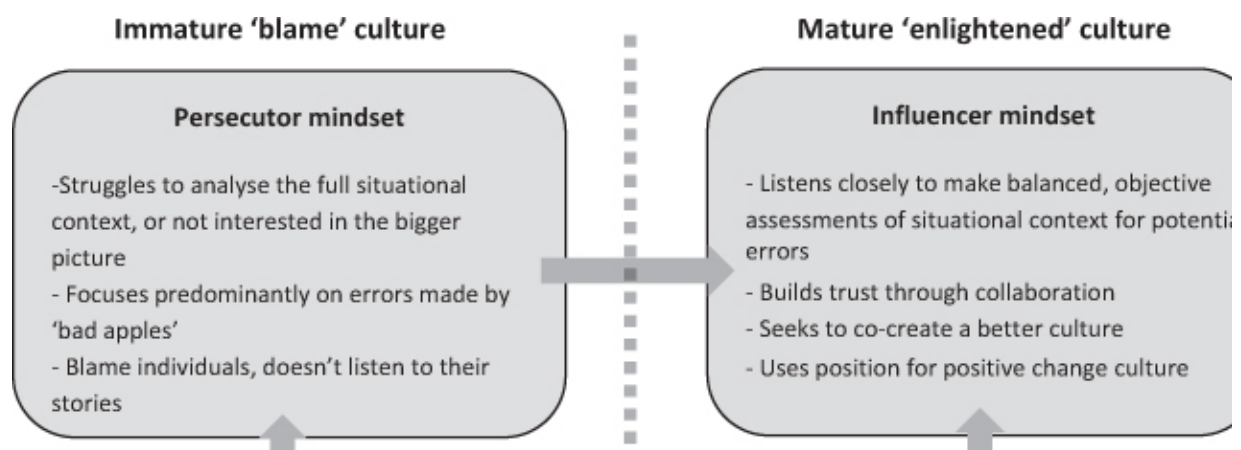 Immature ‘blame’ culture
Persecutor mindset
-Struggles to analyse the full situational
context, or not interested in the bigger
picture
- Focuses predominantly on errors made by
‘bad apples’
- Blame individuals, doesn’t listen to their
stories
Mature ‘enlightened’ culture
Influencer mindset
- Listens closely to make balanced, objective
assessments of situational context for
errors
- Builds trust through collaboration
- Seeks to co-create a better culture
- Uses position for positive change culture